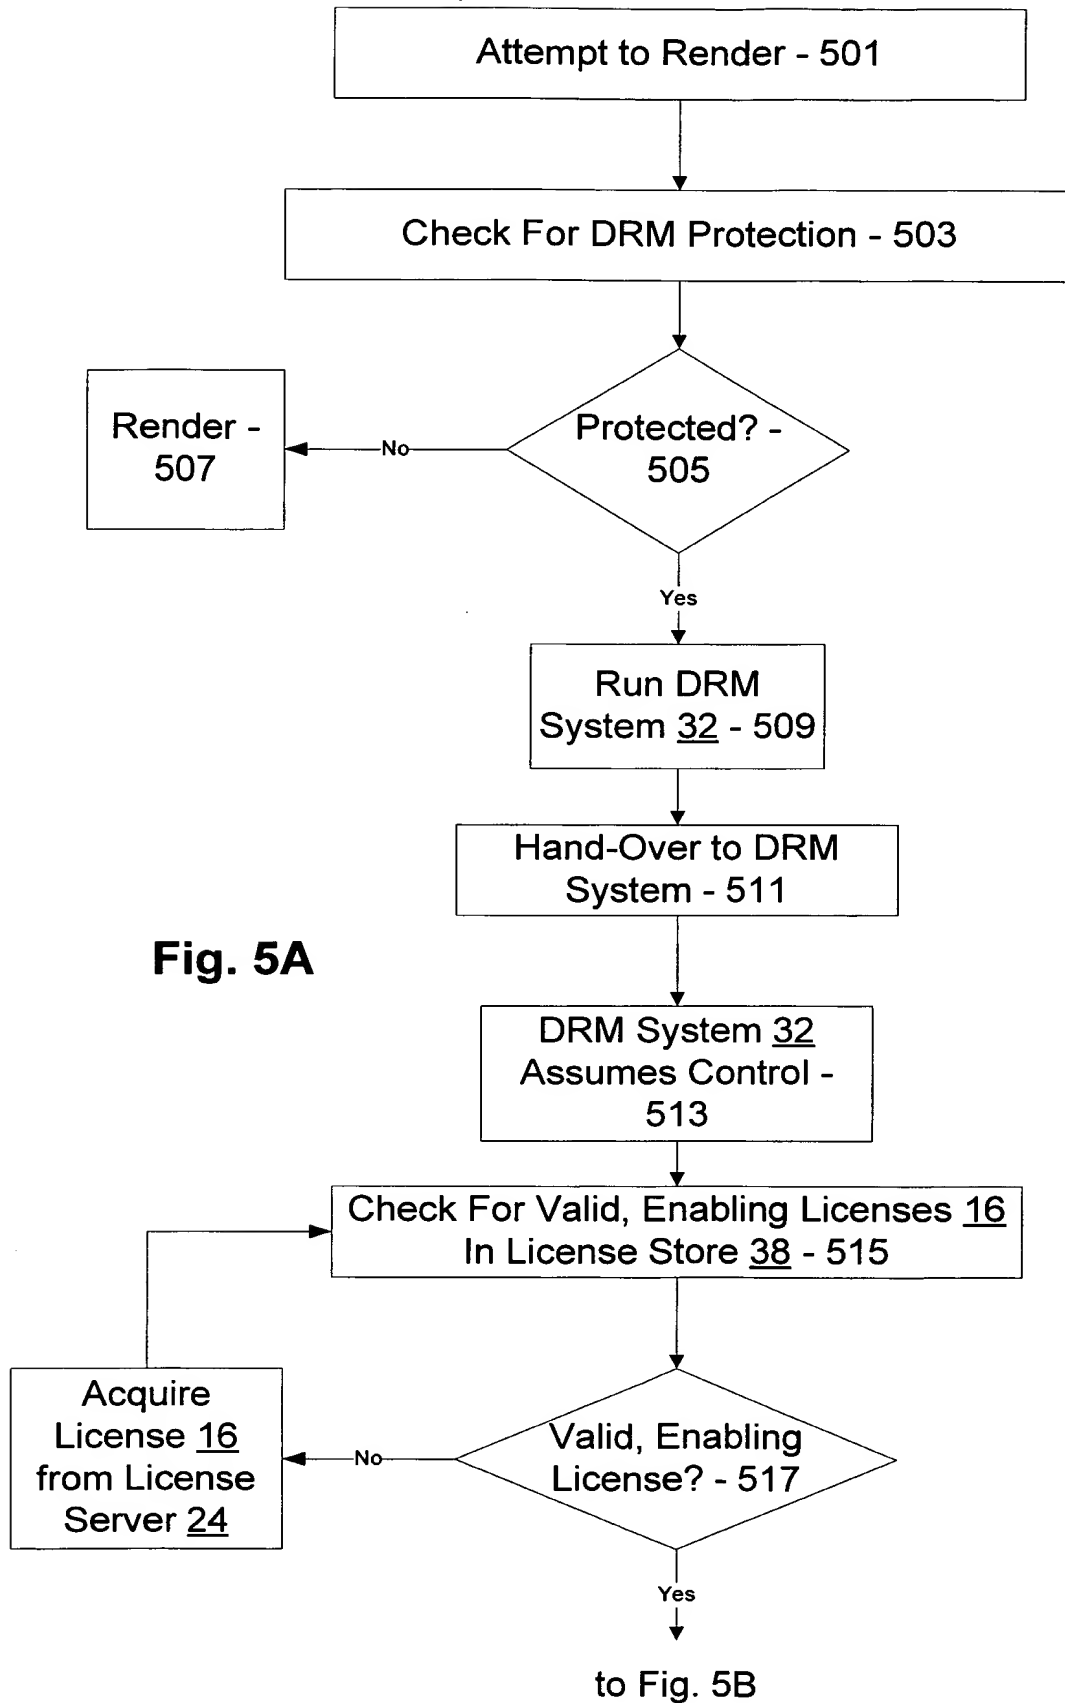 Attempt to Render - 501
Check For DRM Protection - 503
Protected? -
505
No
Render -
507
Yes
Run DRM
System 32 - 509
Hand-Over to DRM
System - 511
Fig. 5A
DRM System 32
Assumes Control -
513
Check For Valid, Enabling Licenses 16
In License Store 38 - 515
Valid, Enabling
License? - 517
No
Acquire
License 16
from License
Server 24
Yes
to Fig. 5B